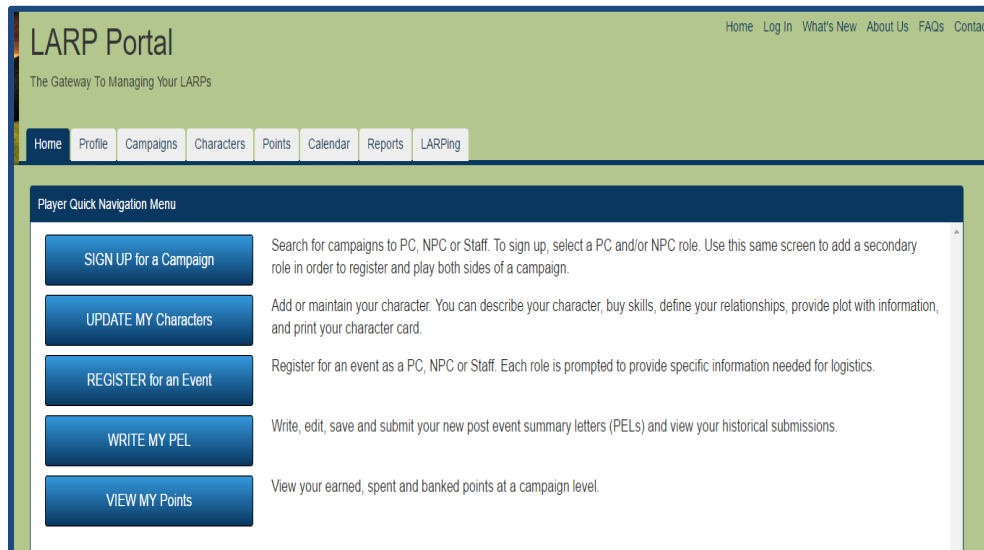 LARP Portal
Home Log In What's New About Us FAQs
The Gateway To Managing Your LARPs
Home Profile Campaigns Characters Points Calendar Reports LARPing
Player Quick Navigation Menu
SIGN UP for a Campaign
Search for campaigns to PC, NPC or Staff. To sign up, select a PC and/or NPC role. Use this same screen to add a secondary
role in order to register and play both sides of a campaign.
UPDATE MY Characters
Add or maintain your character. You can describe your character, buy skills, define your relationships, provide plot with information,
and print your character card.
REGISTER for an Event
Register for an event as a PC, NPC or Staff. Each role is prompted to provide specific information needed for logistics.
WRITE MY PEL
Write, edit, save and submit your new post event summary letters (PELs) and view your historical submissions.
VIEW MY Points
View your earned, spent and banked points at a campaign level.